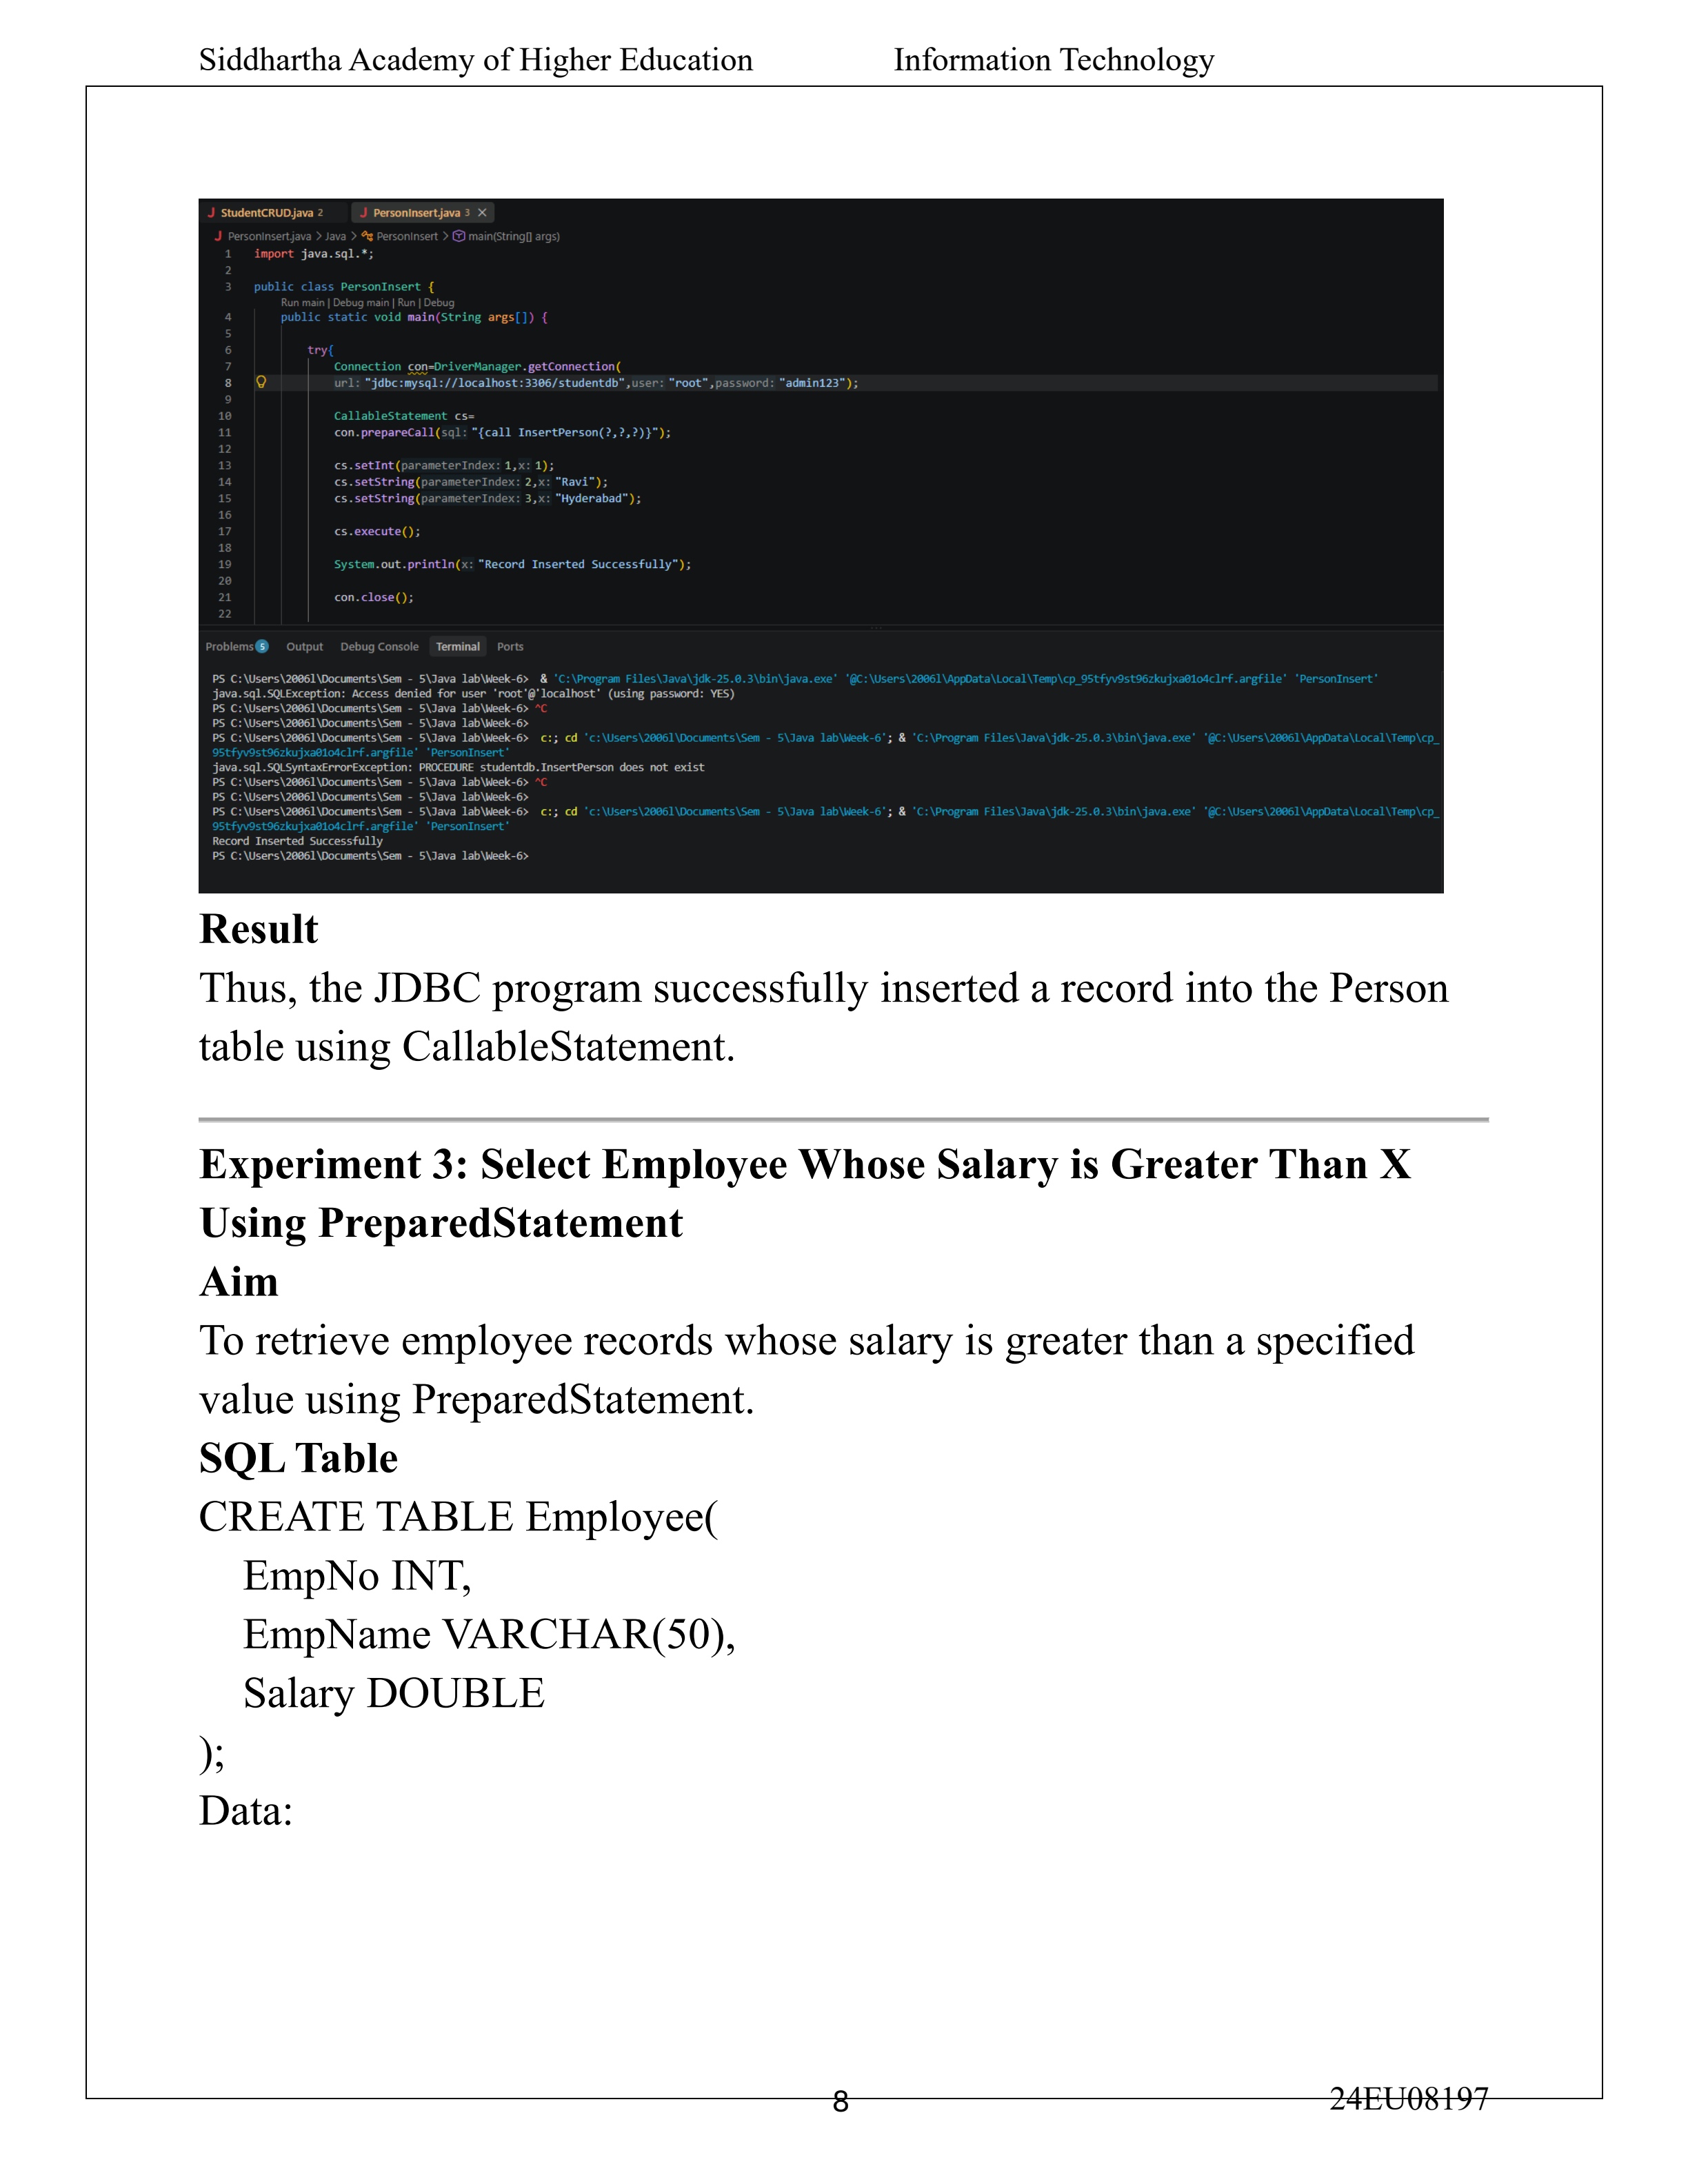 Siddhartha Academy of Higher Education Information Technology
StudentCRUD.java 2 PersonInsert.java 3
PersonInsert.java > Java > PersonInsert > main(String[] args)
1 import java.sql.*;
2
3 public class PersonInsert {
Run main | Debug main | Run | Debug
4 public static void main(String args[]) {
5
6 try{
7 Connection con=DriverManager.getConnection(
8 url: "jdbc:mysql://localhost:3306/studentdb",user: "root",password: "admin123");
9
10 CallableStatement cs=
11 con.prepareCall(sql: "{call InsertPerson(?,?,?)}");
12
13 cs.setInt(parameterIndex: 1,x: 1);
14 cs.setString(parameterIndex: 2,x: "Ravi");
15 cs.setString(parameterIndex: 3,x: "Hyderabad");
16
17 cs.execute();
18
19 System.out.println(x: "Record Inserted Successfully");
20
21 con.close();
22
Problems 5 Output Debug Console Terminal Ports
PS C:\Users\2006l\Documents\Sem - 5\Java lab\Week-6> & 'C:\Program Files\Java\jdk-25.0.3\bin\java.exe' '@C:\Users\2006l\AppData\Local\Temp\cp_95tfyv9st96zkujxa01o4clrf.argfile' 'PersonInsert'
java.sql.SQLException: Access denied for user 'root'@'localhost' (using password: YES)
PS C:\Users\2006l\Documents\Sem - 5\Java lab\Week-6> ^C
PS C:\Users\2006l\Documents\Sem - 5\Java lab\Week-6>
PS C:\Users\2006l\Documents\Sem - 5\Java lab\Week-6> c:; cd 'c:\Users\2006l\Documents\Sem - 5\Java lab\Week-6'; & 'C:\Program Files\Java\jdk-25.0.3\bin\java.exe' '@C:\Users\2006l\AppData\Local\Temp\cp_
95tfyv9st96zkujxa01o4clrf.argfile' 'PersonInsert'
java.sql.SQLSyntaxErrorException: PROCEDURE studentdb.InsertPerson does not exist
PS C:\Users\2006l\Documents\Sem - 5\Java lab\Week-6> ^C
PS C:\Users\2006l\Documents\Sem - 5\Java lab\Week-6>
PS C:\Users\2006l\Documents\Sem - 5\Java lab\Week-6> c:; cd 'c:\Users\2006l\Documents\Sem - 5\Java lab\Week-6'; & 'C:\Program Files\Java\jdk-25.0.3\bin\java.exe' '@C:\Users\2006l\AppData\Local\Temp\cp_
95tfyv9st96zkujxa01o4clrf.argfile' 'PersonInsert'
Record Inserted Successfully
PS C:\Users\2006l\Documents\Sem - 5\Java lab\Week-6>
Result
Thus, the JDBC program successfully inserted a record into the Person
table using CallableStatement.
Experiment 3: Select Employee Whose Salary is Greater Than X
Using PreparedStatement
Aim
To retrieve employee records whose salary is greater than a specified
value using PreparedStatement.
SQL Table
CREATE TABLE Employee(
EmpNo INT,
EmpName VARCHAR(50),
Salary DOUBLE
);
Data:
8 24EU08197